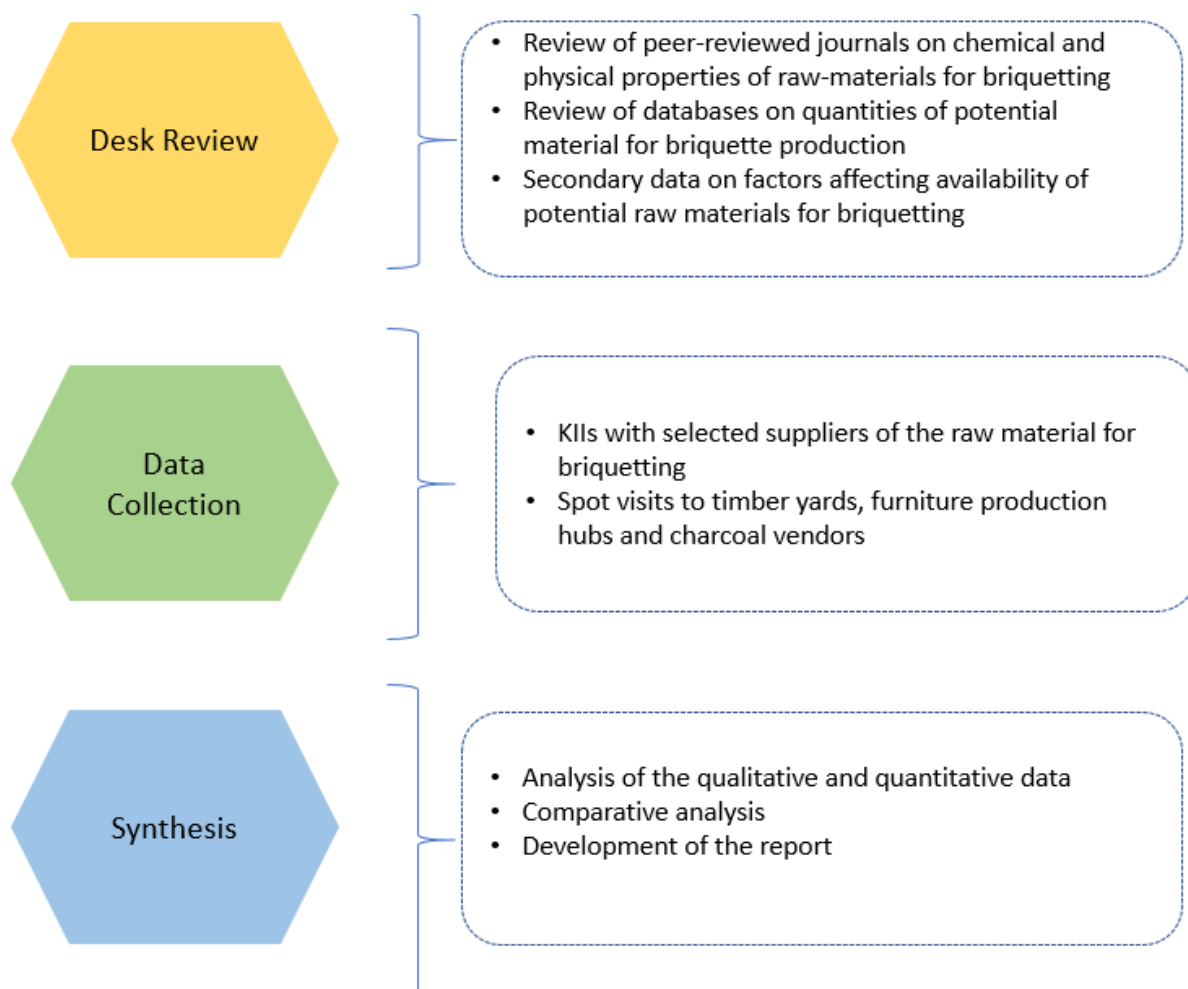 Desk Review
• Review of peer-reviewed journals on chemical and
physical properties of raw-materials for briquetting
• Review of databases on quantities of potential
material for briquette production
• Secondary data on factors affecting availability of
potential raw materials for briquetting
Data
Collection
• KIIs with selected suppliers of the raw material for
briquetting
• Spot visits to timber yards, furniture production
hubs and charcoal vendors
Synthesis
• Analysis of the qualitative and quantitative data
• Comparative analysis
• Development of the report